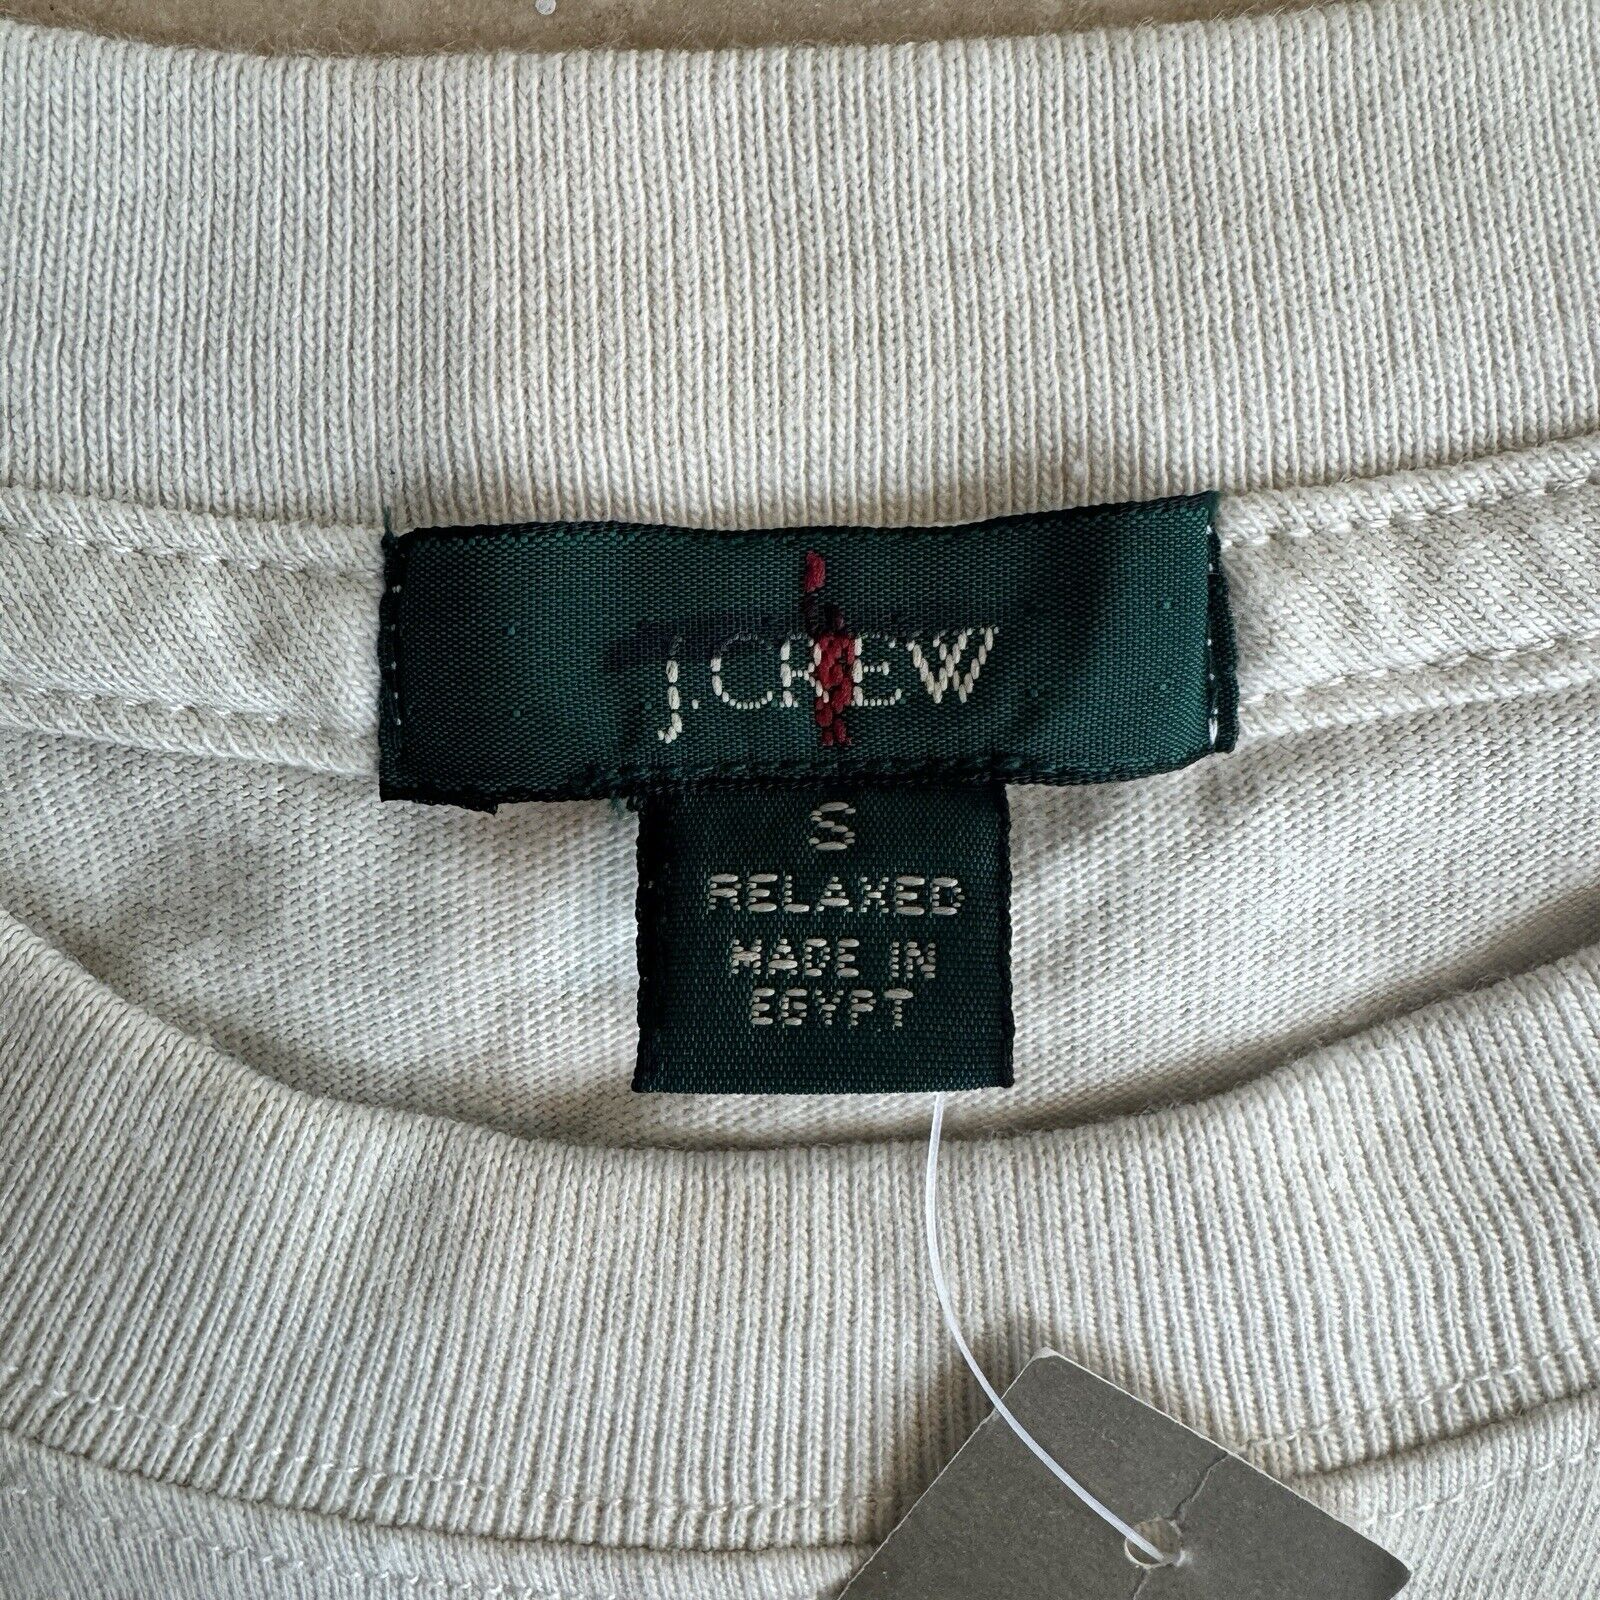 J.CREW
S
RELAXED
MADE IN
EGYPT